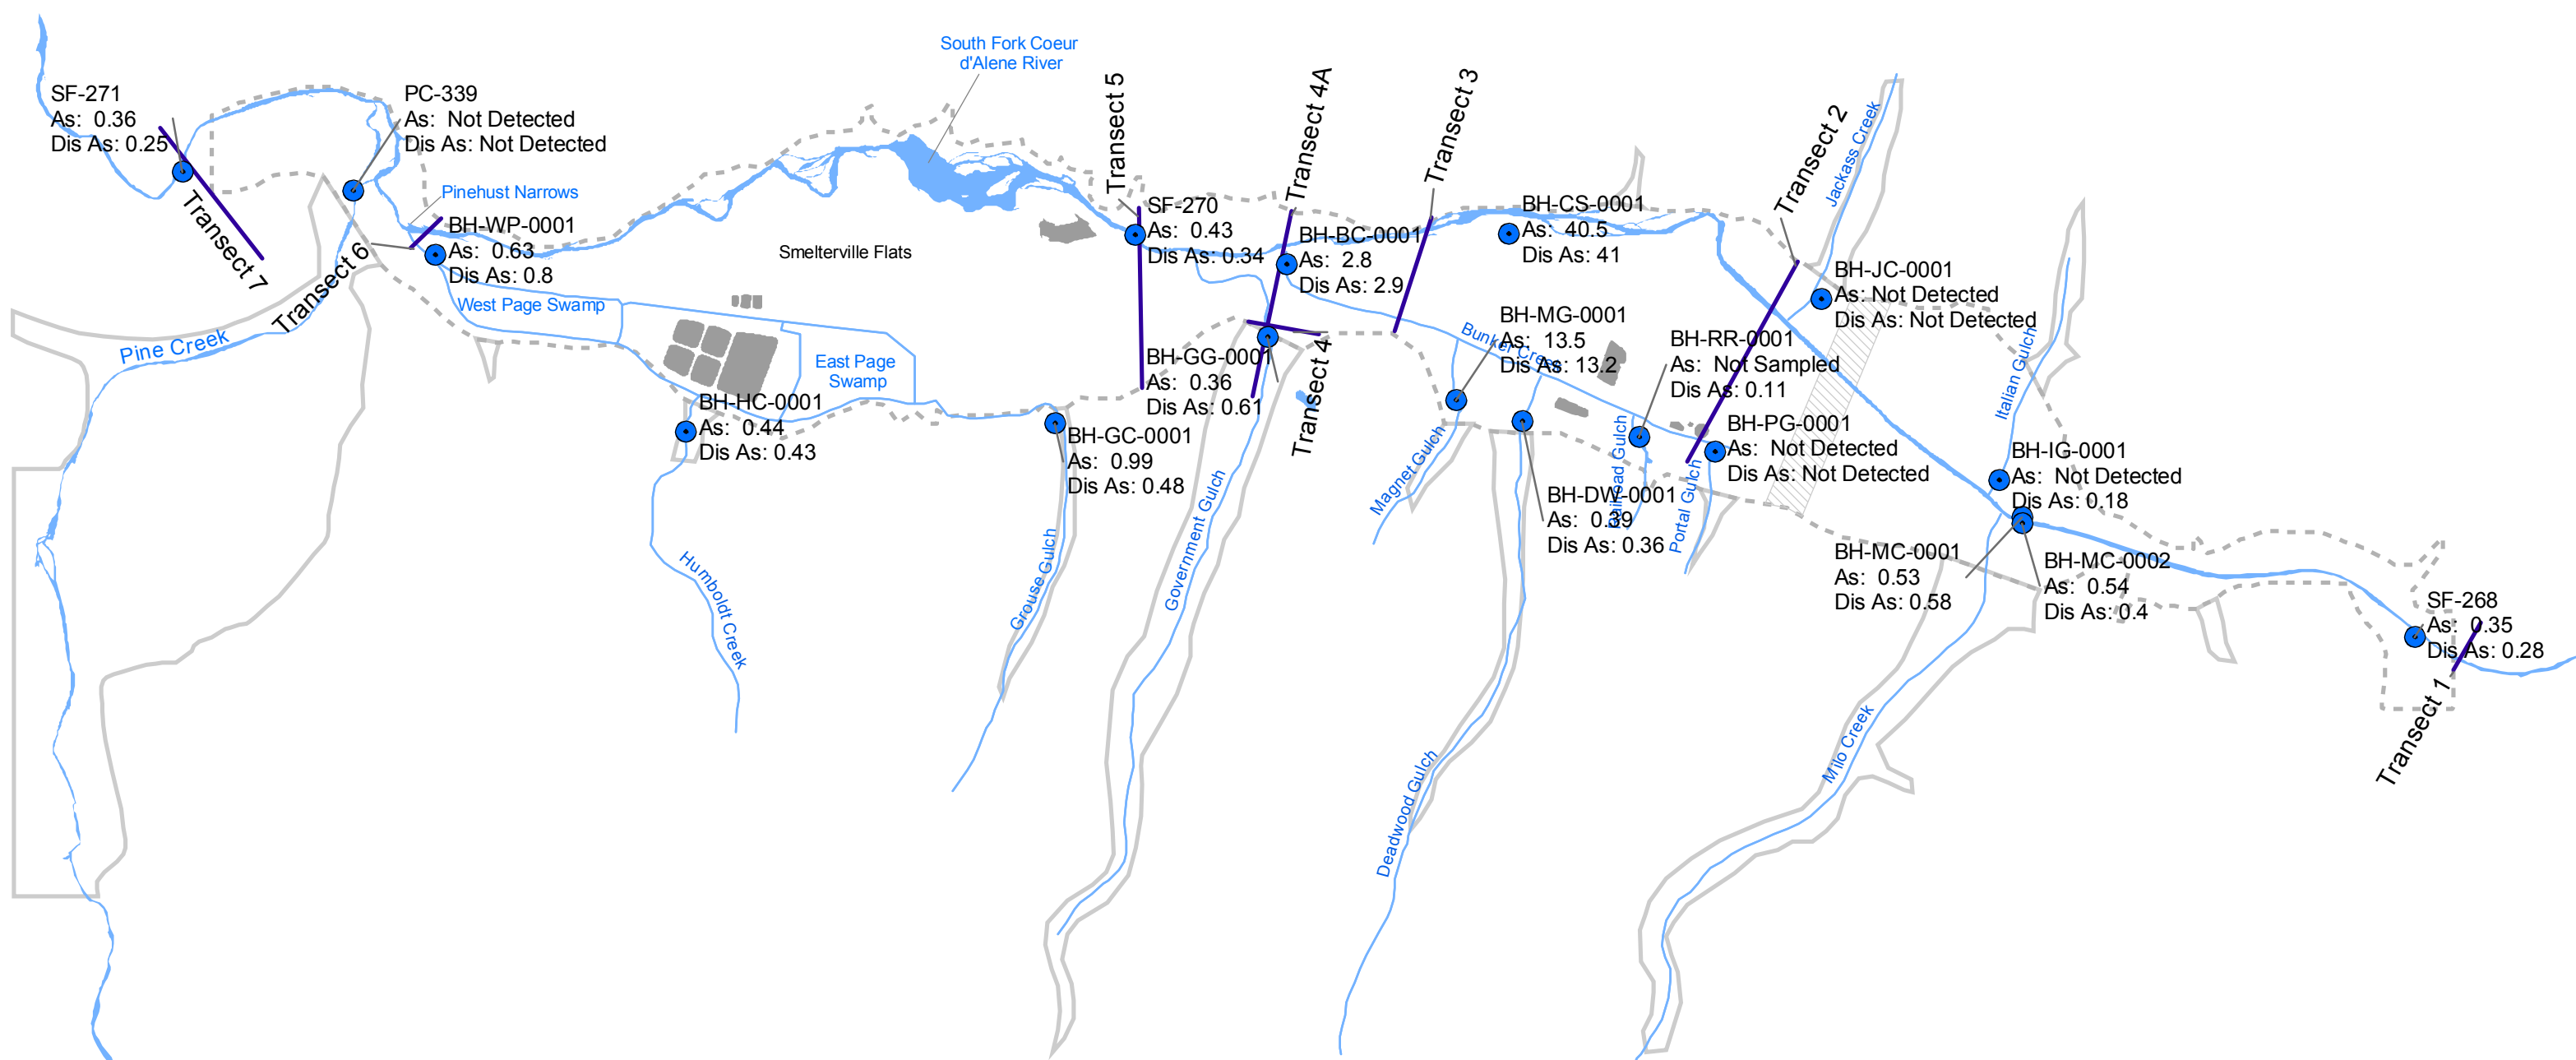 South Fork Coeur
d'Alene River
SF-271
As: 0.36
Dis As: 0.25
PC-339
As: Not Detected
Dis As: Not Detected
Pinehust Narrows
BH-WP-0001
As: 0.63
Dis As: 0.8
Transect 7
Transect 6
West Page Swamp
Pine Creek
Smelterville Flats
East Page
Swamp
BH-HC-0001
As: 0.44
Dis As: 0.43
Humboldt Creek
Transect 5
SF-270
As: 0.43
Dis As: 0.34
Transect 4A
BH-BC-0001
As: 2.8
Dis As: 2.9
Transect 3
BH-CS-0001
As: 40.5
Dis As: 41
Transect 2
Jackass Creek
BH-JC-0001
As: Not Detected
Dis As: Not Detected
BH-MG-0001
As: 13.5
Dis As: 13.2
Bunker Creek
BH-RR-0001
As: Not Sampled
Dis As: 0.11
BH-GG-0001
As: 0.36
Dis As: 0.61
Transect 4
BH-GC-0001
As: 0.99
Dis As: 0.48
Grouse Gulch
Government Gulch
Magnet Gulch
BH-DW-0001
As: 0.39
Dis As: 0.36
Railroad Gulch
Portal Gulch
BH-PG-0001
As: Not Detected
Dis As: Not Detected
Italian Gulch
BH-IG-0001
As: Not Detected
Dis As: 0.18
BH-MC-0001
As: 0.53
Dis As: 0.58
BH-MC-0002
As: 0.54
Dis As: 0.4
SF-268
As: 0.35
Dis As: 0.28
Transect 1
Milo Creek
Deadwood Gulch